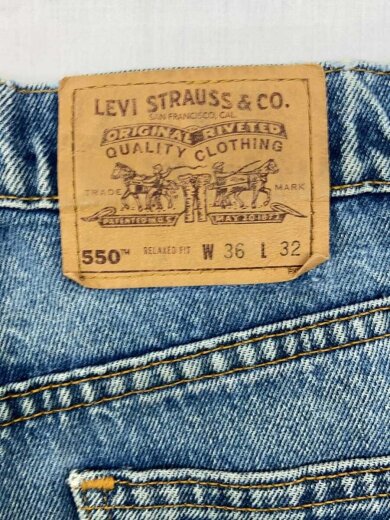 LEVI STRAUSS & CO.
SAN FRANCISCO, CAL.
ORIGINAL RIVETED
QUALITY CLOTHING
TRADE MARK
PATENTED IN U.S. MAY 20 1873
550™ RELAXED FIT W 36 L 32